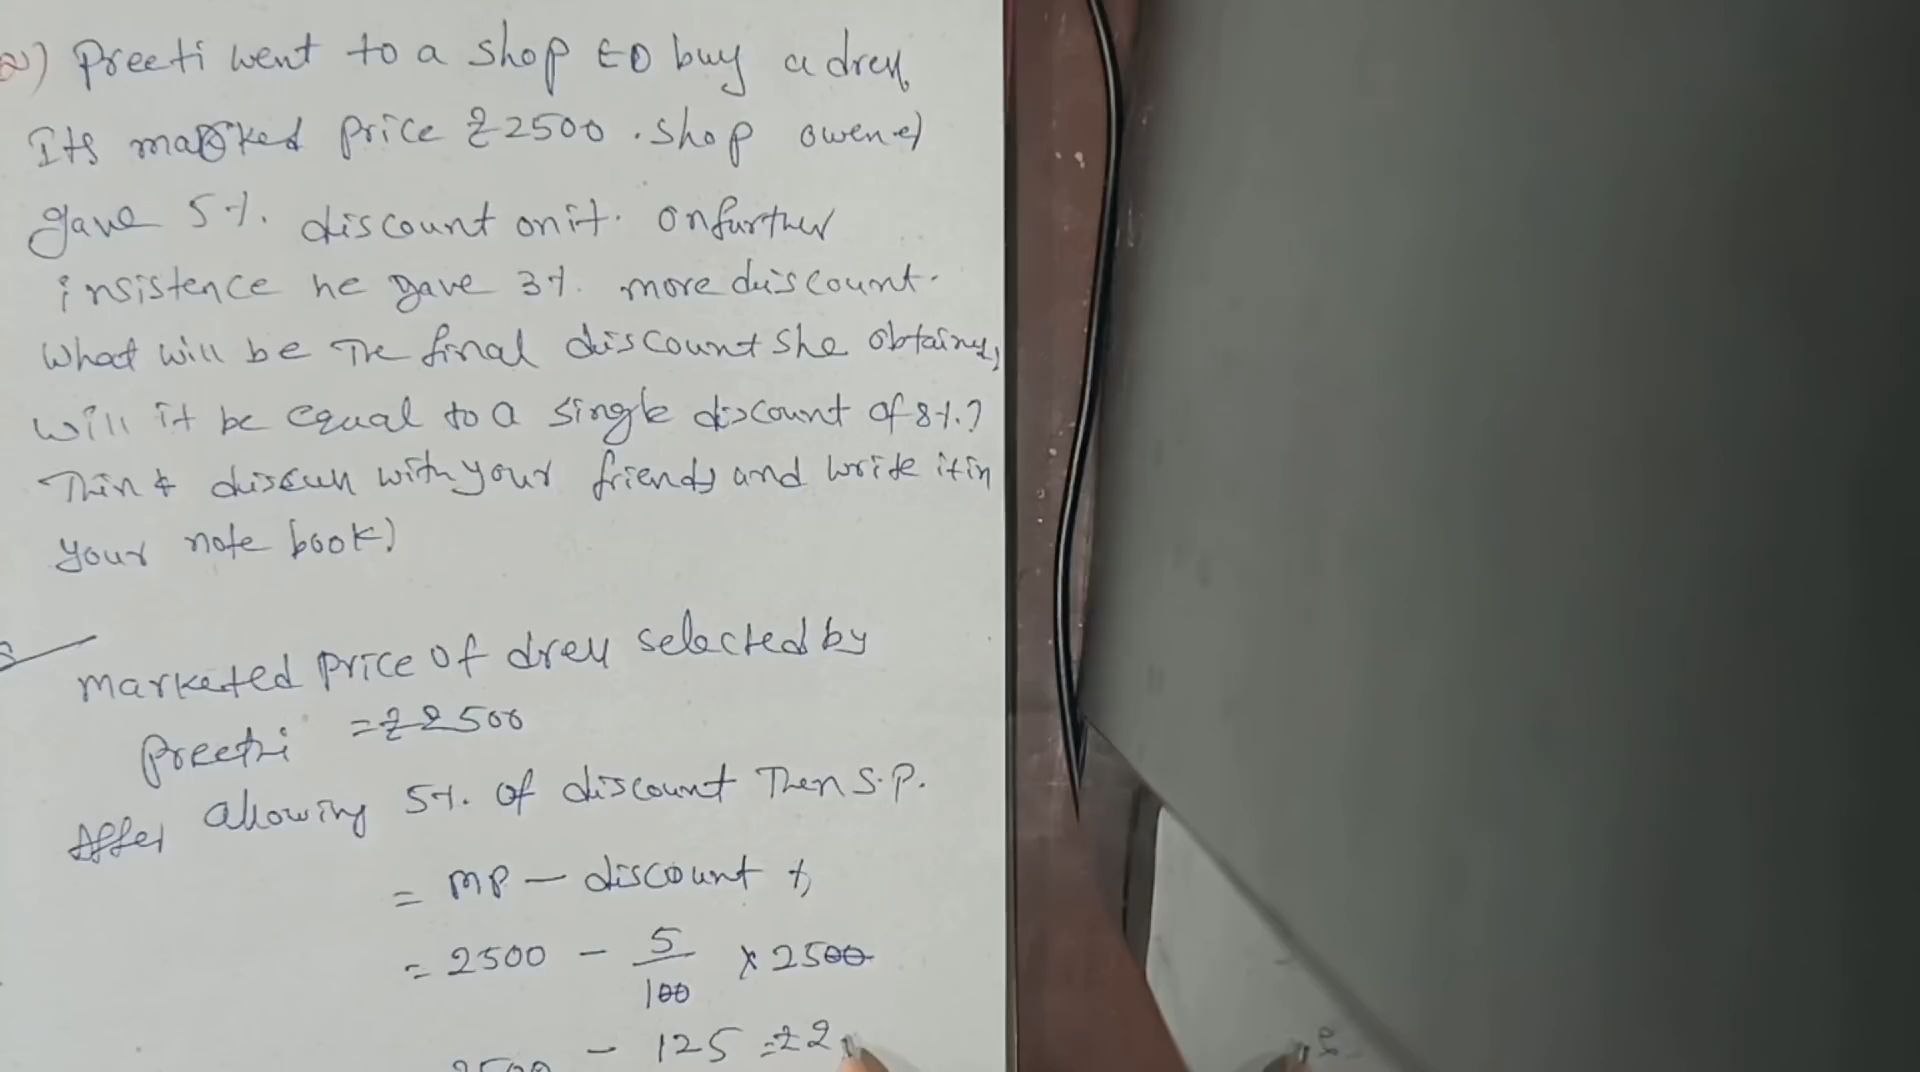 2) Preeti went to a shop to buy a dress
Its marked price ₹2500. shop owener
gave 5%. discount on it. on further
insistence he gave 3%. more discount.
What will be the final discount she obtains,
will it be equal to a single discount of 8%.?
Think discuss with your friends and write it in
your note book)
Marketed price of dress selected by
Preethi = ₹2500
After allowing 5%. of discount Then S.P.
= MP - discount
= 2500 - 5/100 × 2500
2500 - 125 = ₹2